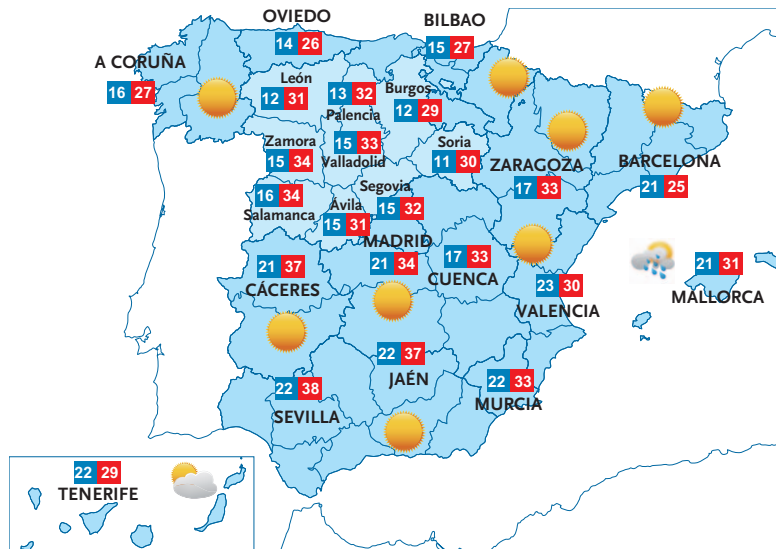 OVIEDO
14 26
BILBAO
15 27
A CORUÑA
16 27
León
12 31
13 32
Palencia
Burgos
12 29
Zamora
15 34
15 33
Valladolid
Soria
11 30
ZARAGOZA
17 33
BARCELONA
21 25
16 34
Salamanca
Ávila
15 31
Segovia
15 32
MADRID
21 34
17 33
CUENCA
21 37
CÁCERES
23 30
VALENCIA
21 31
MALLORCA
22 37
JAÉN
22 38
SEVILLA
22 33
MURCIA
22 29
TENERIFE